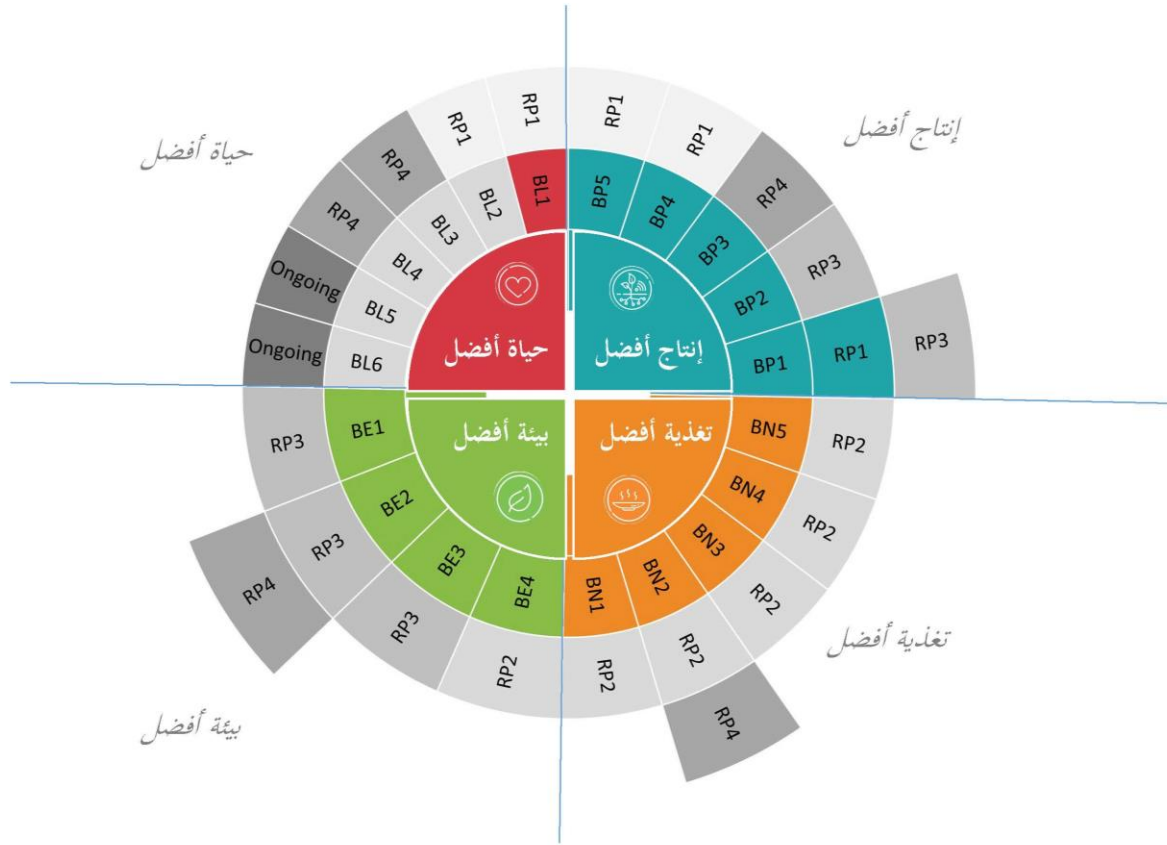 حياة أفضل
إنتاج أفضل
RP1
RP1
RP1
RP1
RP4
RP4
RP4
RP3
Ongoing
Ongoing
RP1
RP3
BL1
BL2
BL3
BL4
BL5
BL6
BP5
BP4
BP3
BP2
BP1
حياة أفضل
إنتاج أفضل
بيئة أفضل
تغذية أفضل
BE1
BE2
BE3
BE4
BN1
BN2
BN3
BN4
BN5
RP3
RP3
RP4
RP3
RP2
RP2
RP2
RP4
RP2
RP2
RP2
بيئة أفضل
تغذية أفضل